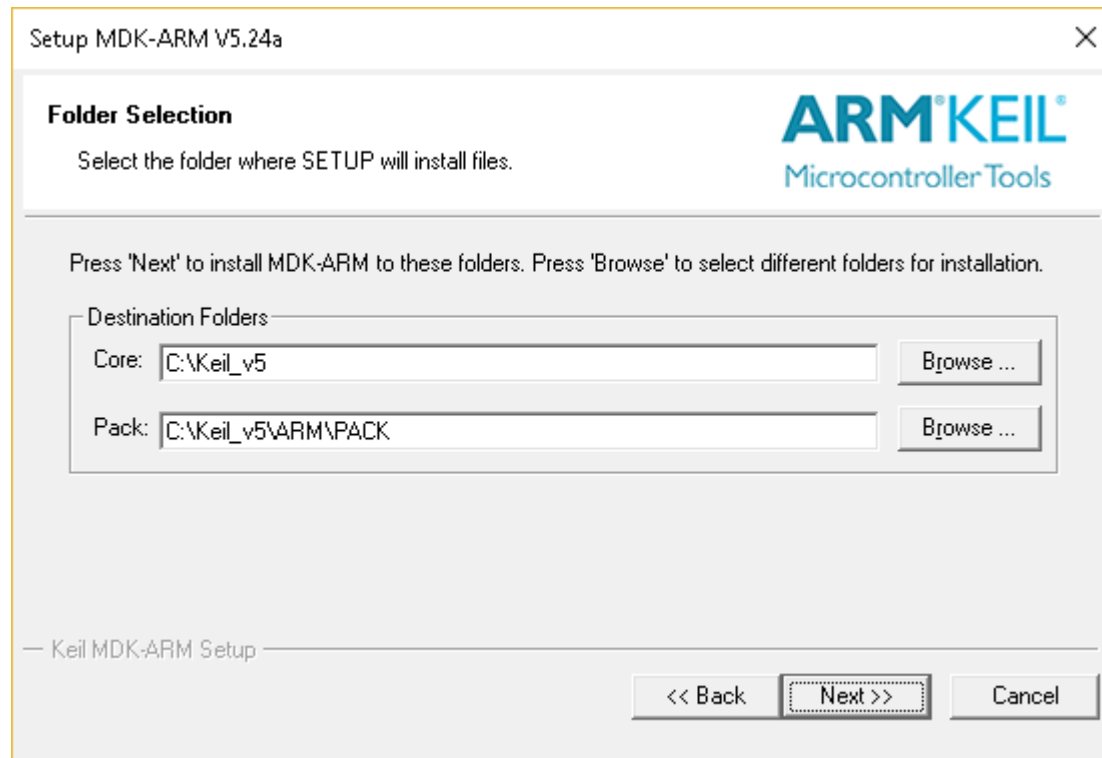 Setup MDK-ARM V5.24a
Folder Selection
Select the folder where SETUP will install files.
ARM®KEIL®
Microcontroller Tools
Press 'Next' to install MDK-ARM to these folders. Press 'Browse' to select different folders for installation.
Destination Folders
Core: C:\Keil_v5 Browse ...
Pack: C:\Keil_v5\ARM\PACK Browse ...
Keil MDK-ARM Setup
<< Back Next >> Cancel